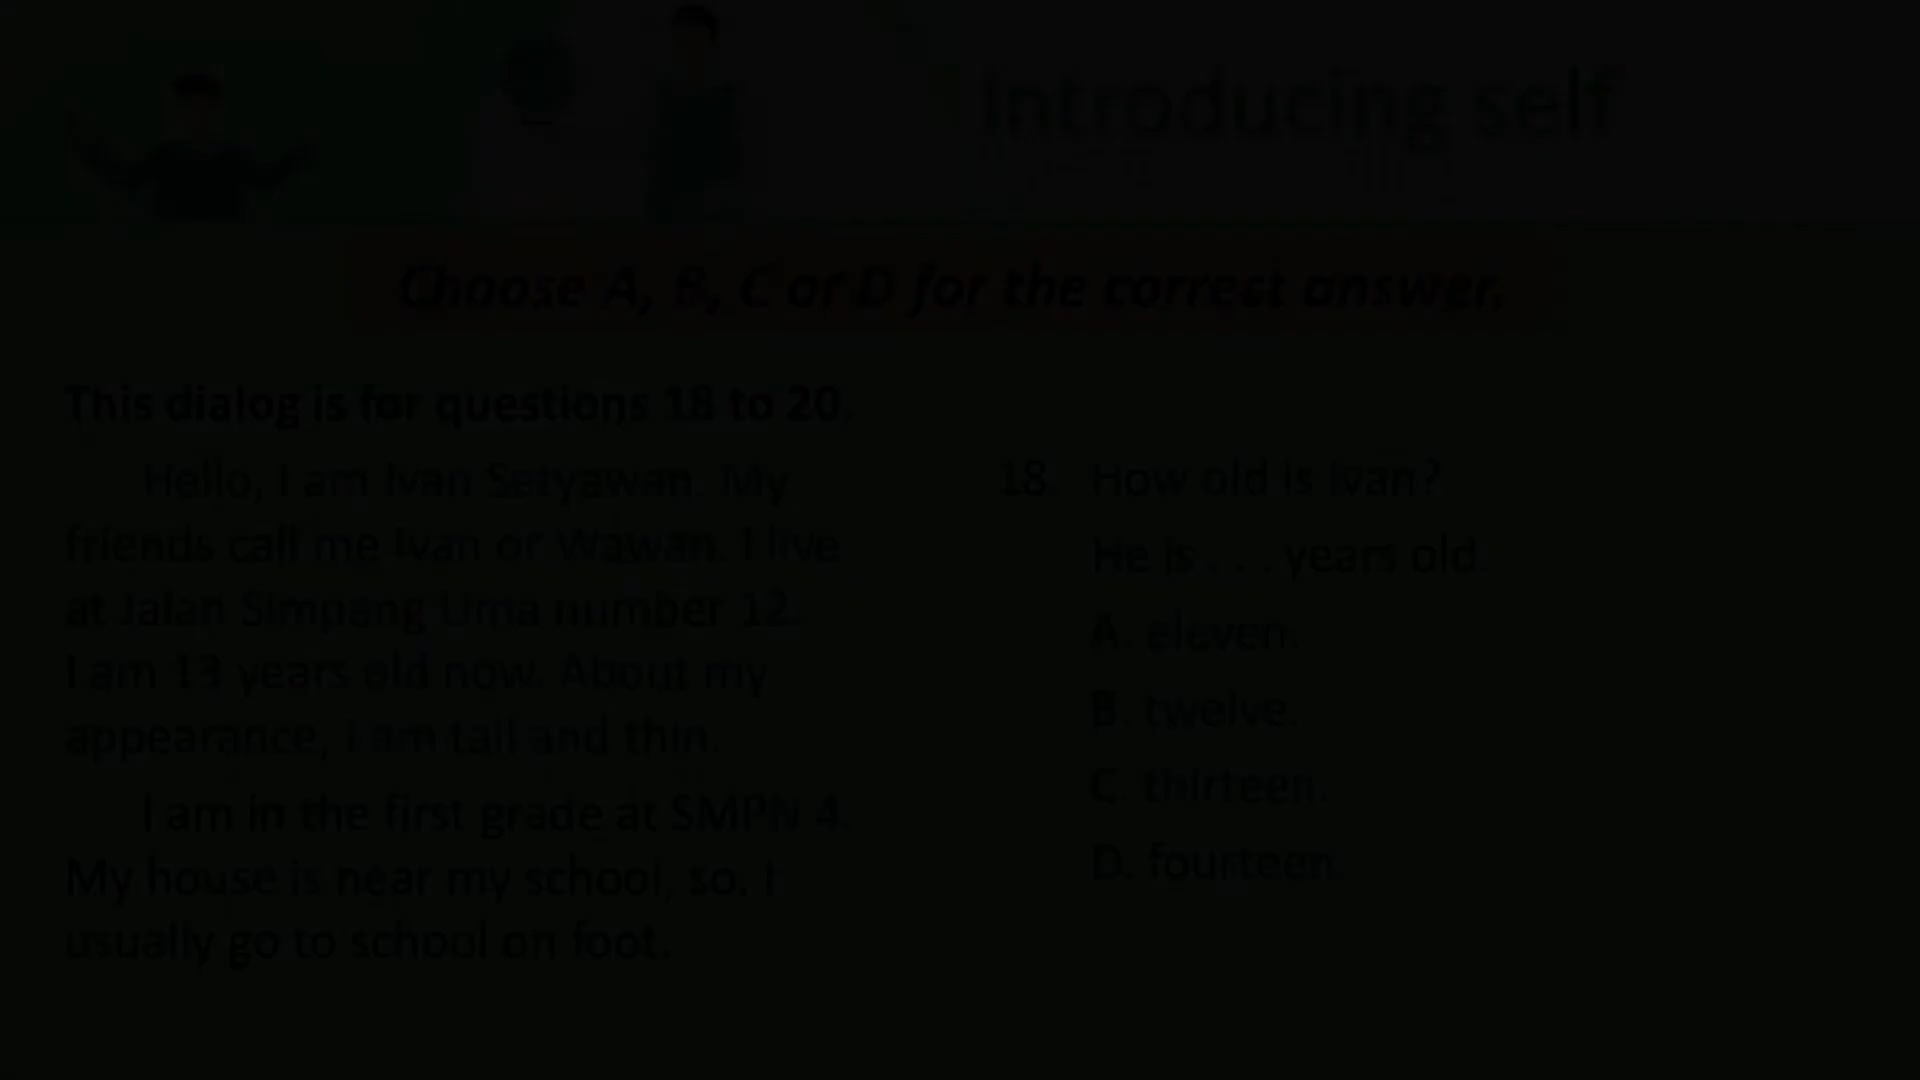 Introducing self
Choose A, B, C or D for the correct answer.
This dialog is for questions 18 to 20.
Hello, I am Ivan Setyawan. My
friends call me Ivan or Wawan. I live
at Jalan Simpang Uma number 12.
I am 13 years old now. About my
appearance, I am tall and thin.
I am in the first grade at SMPN 4.
My house is near my school, so. I
usually go to school on foot.
18. How old is Ivan?
He is . . . years old.
A. eleven.
B. twelve.
C. thirteen.
D. fourteen.